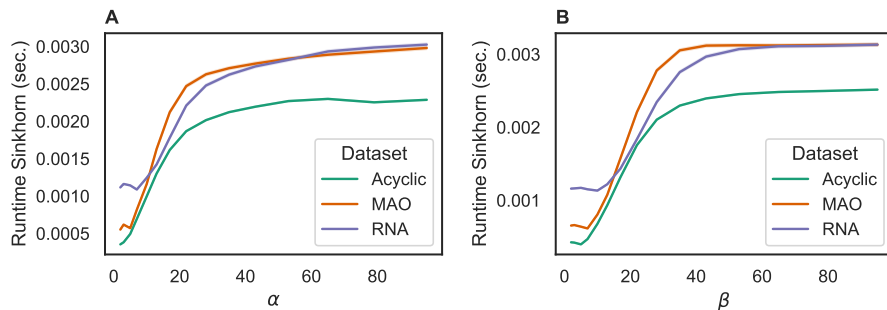 A
Runtime Sinkhorn (sec.)
0.0030
0.0025
0.0020
0.0015
0.0010
0.0005
0
20
40
60
80
α
Dataset
Acyclic
MAO
RNA
B
Runtime Sinkhorn (sec.)
0.003
0.002
0.001
0
20
40
60
80
β
Dataset
Acyclic
MAO
RNA